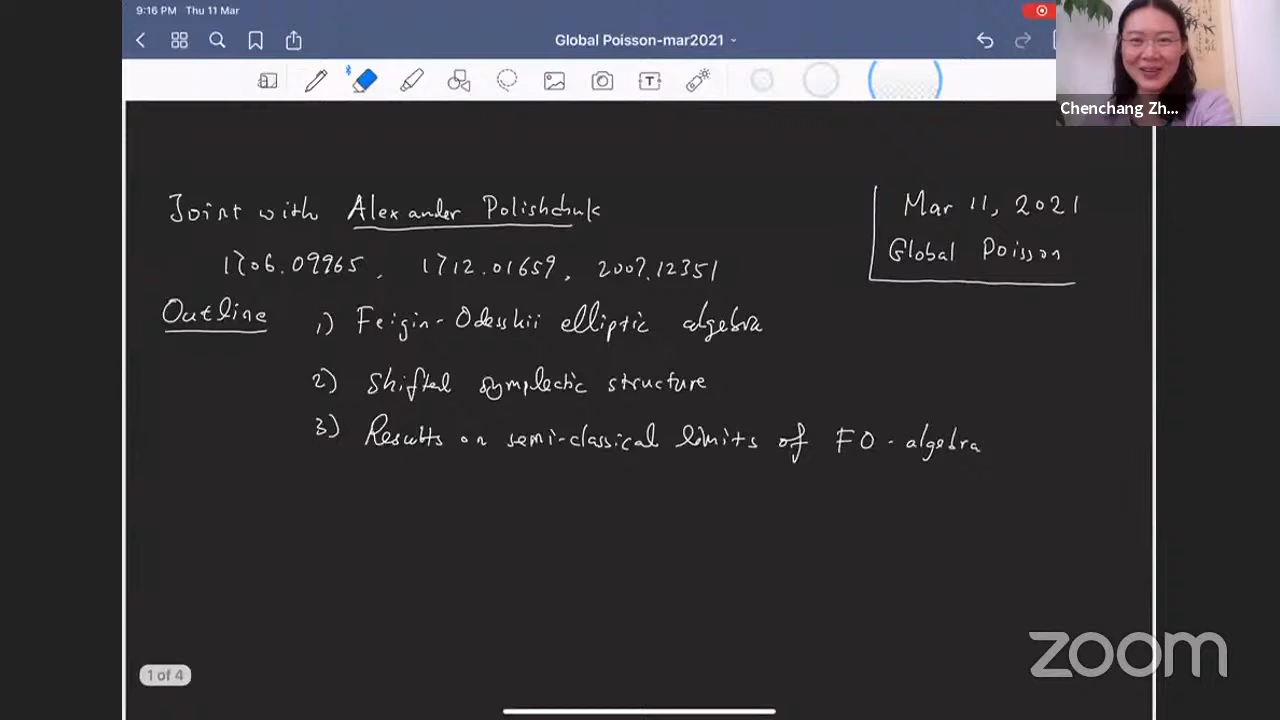 9:16 PM Thu 11 Mar
Global Poisson-mar2021
Chenchang Zh...
Joint with Alexander Polishchuk
1706.09965, 1712.01659, 2007.12351
Mar 11, 2021
Global Poisson
Outline 1) Feigin-Odesskii elliptic algebra
2) Shifted symplectic structure
3) Results on semi-classical limits of FO-algebra
1 of 4
zoom